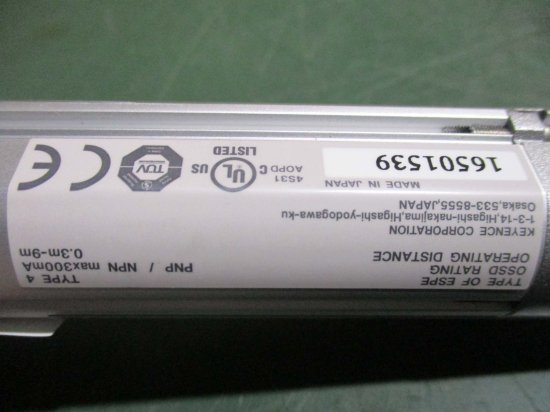 TYPE OF ESPE TYPE 4
OSSD RATING PNP / NPN max300mA
OPERATING DISTANCE 0.3m-9m
KEYENCE CORPORATION
1-3-14,Higashi-nakajima,Higashi-yodogawa-ku
Osaka,533-8555,JAPAN
MADE IN JAPAN
16501539
4S31
AOPD
C UL US
LISTED
TÜV
CE